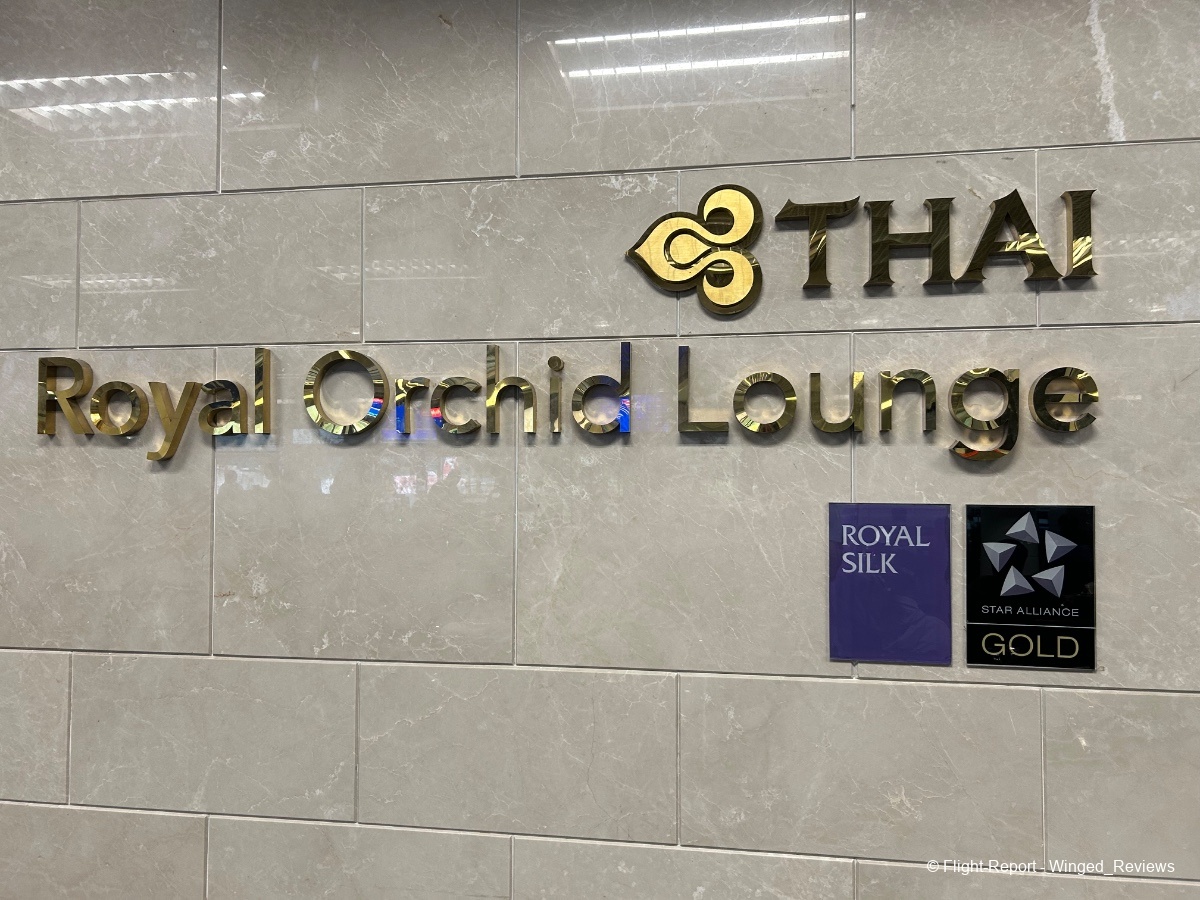 THAI
Royal Orchid Lounge
ROYAL
SILK
STAR ALLIANCE
GOLD
© Flight-Report - Winged_Reviews